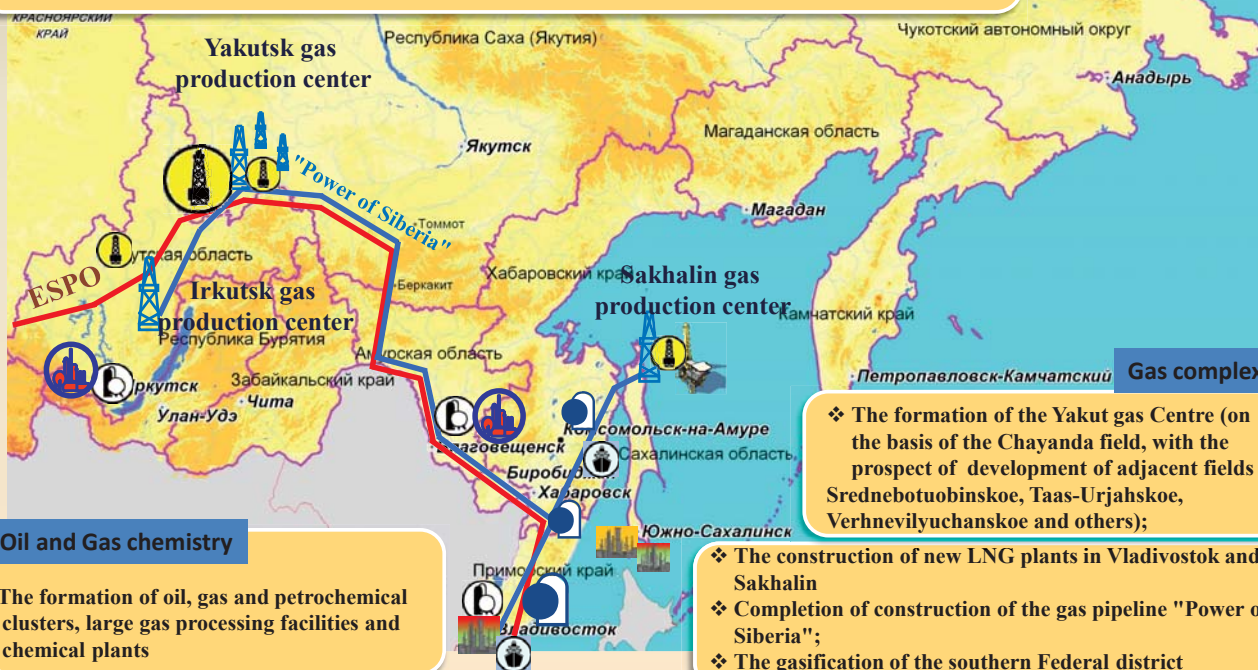 КРАСНОЯРСКИЙ
КРАЙ
Республика Саха (Якутия)
Чукотский автономный округ
Yakutsk gas
production center
Анадырь
Магаданская область
Якутск
"Power of Siberia"
Магадан
Томмот
утская область
Хабаровский край
Sakhalin gas
production center
ESPO
Беркакит
Irkutsk gas
production center
Камчатский край
Республика Бурятия
Амурская область
Петропавловск-Камчатский
Gas complex
Забайкальский край
Иркутск
Чита
Улан-Удэ
❖ The formation of the Yakut gas Centre (on
the basis of the Chayanda field, with the
prospect of development of adjacent fields
Srednebotuobinskoe, Taas-Urjahskoe,
Verhnevilyuchanskoe and others);
Комсомольск-на-Амуре
Благовещенск
Сахалинская область
Биробид...
Хабаровск
Южно-Сахалинск
Oil and Gas chemistry
The formation of oil, gas and petrochemical
clusters, large gas processing facilities and
chemical plants
Приморский край
Владивосток
❖ The construction of new LNG plants in Vladivostok and
Sakhalin
❖ Completion of construction of the gas pipeline "Power o
Siberia";
❖ The gasification of the southern Federal district